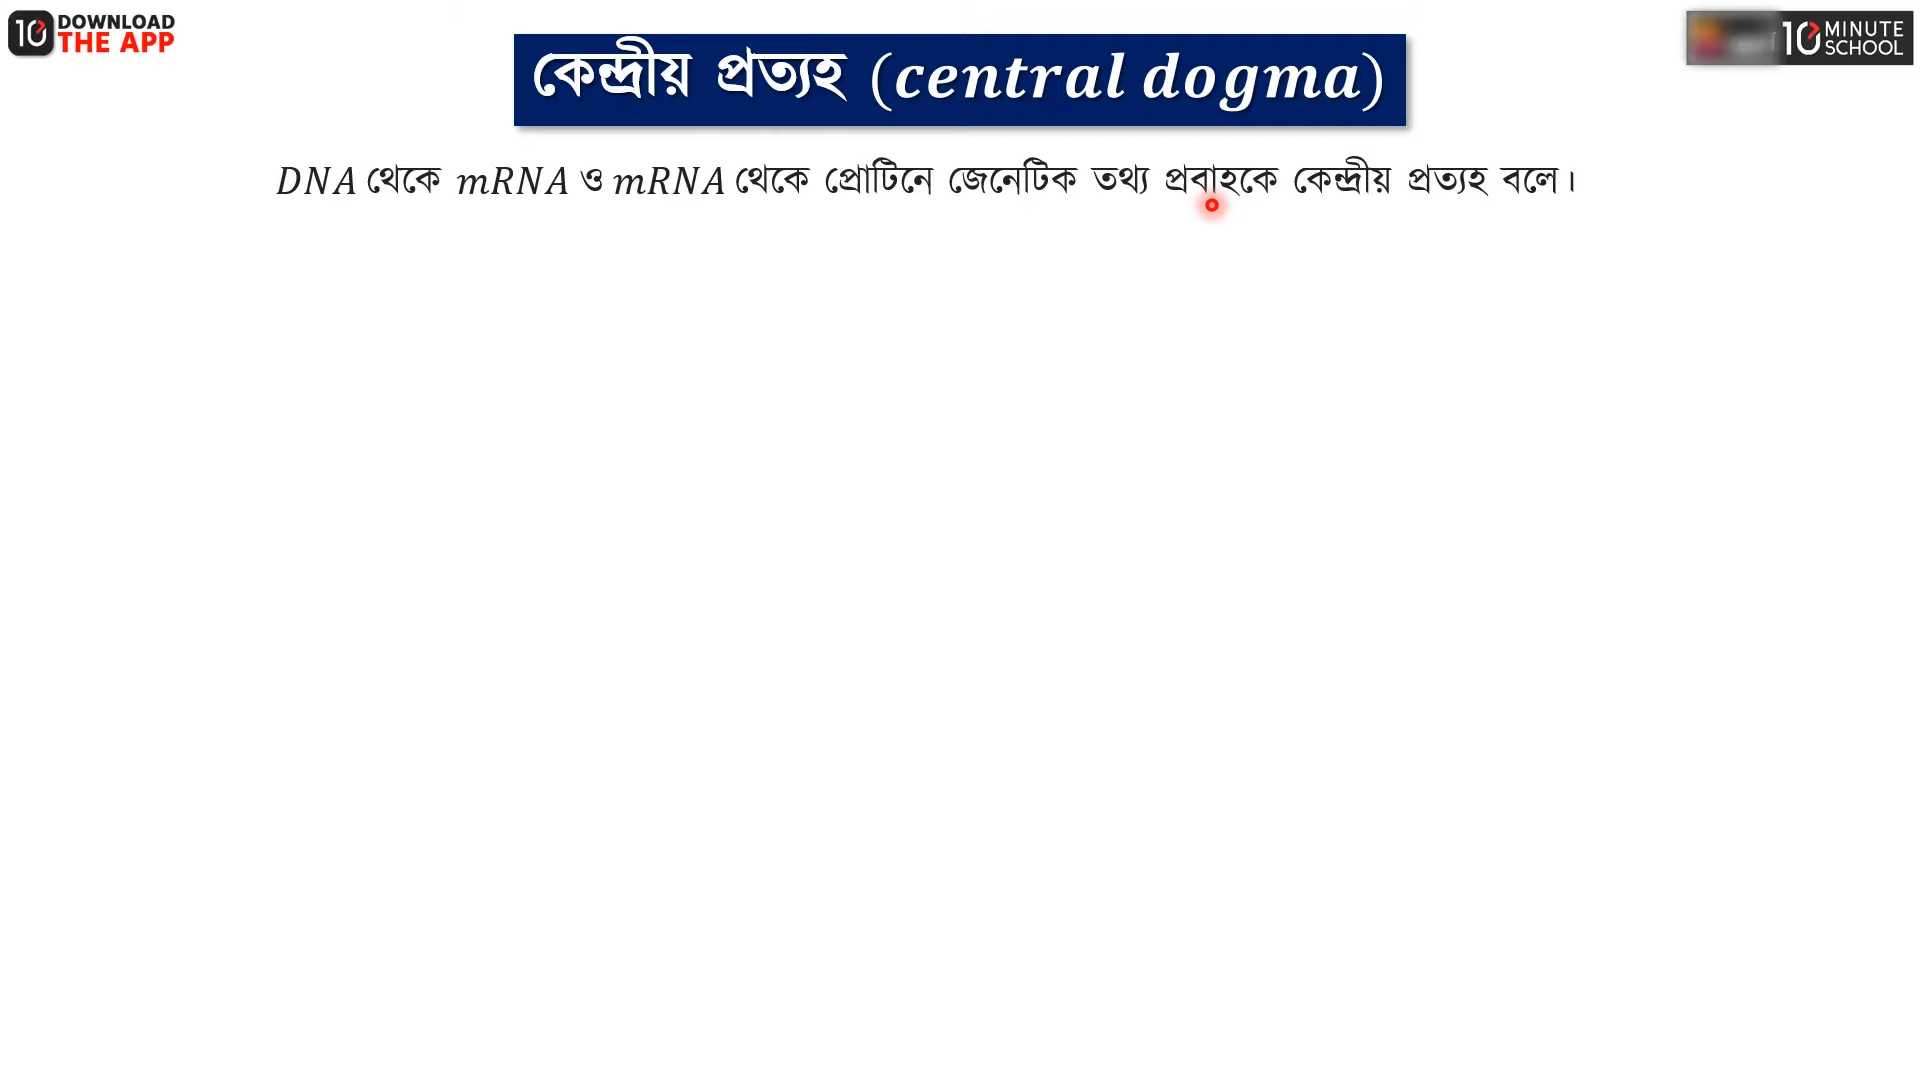 10 DOWNLOAD
THE APP
10 MINUTE
SCHOOL
কেন্দ্রীয় প্রত্যহ (central dogma)
DNA থেকে mRNA ও mRNA থেকে প্রোটিনে জেনেটিক তথ্য প্রবাহকে কেন্দ্রীয় প্রত্যহ বলে।